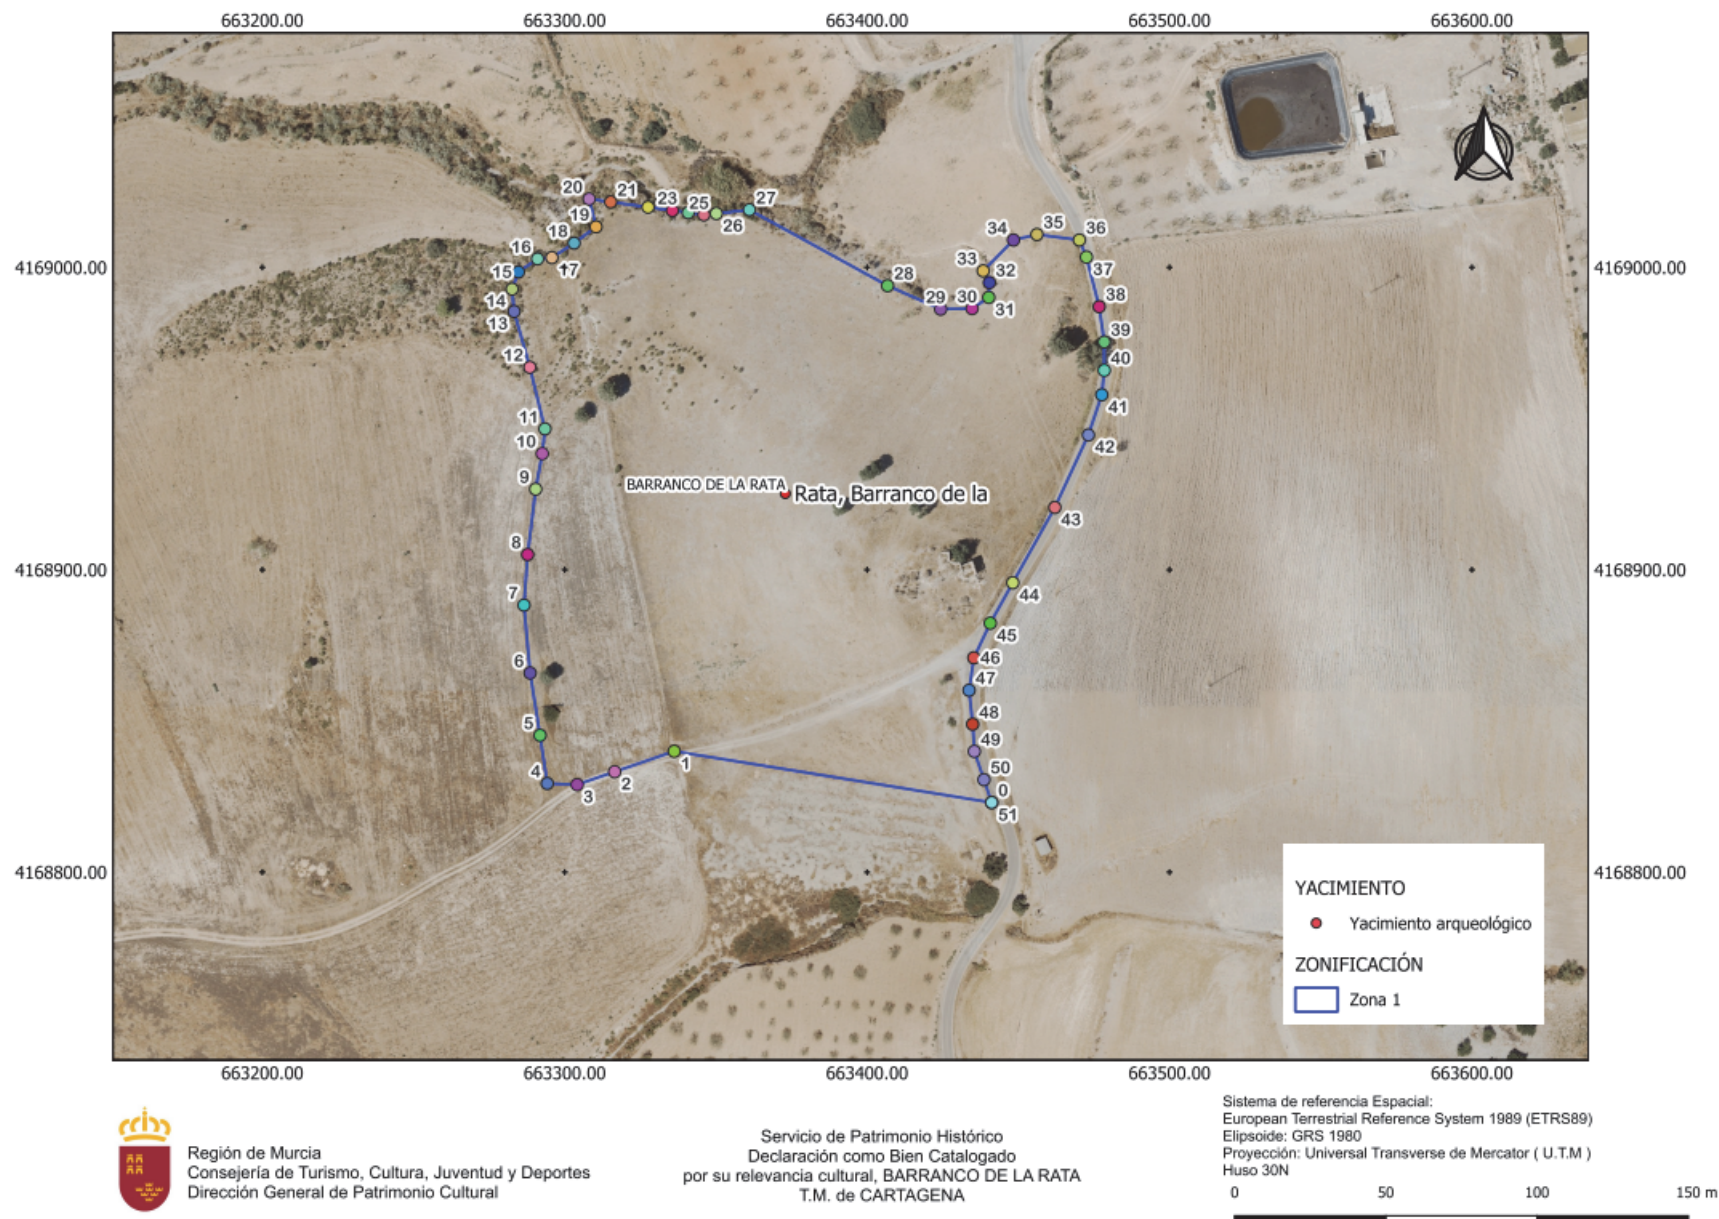 663200.00 663300.00 663400.00 663500.00 663600.00
20 21 23 25 27
26
19
18
16 17
15
14
13
12
11
10
9
8
7
6
5
4 3 2 1
28
29 30 31
32
33
34 35 36
37
38
39
40
41
42
43
44
45
46
47
48
49
50
0
51
4169000.00 4169000.00
BARRANCO DE LA RATA Rata, Barranco de la
4168900.00 4168900.00
4168800.00 4168800.00
YACIMIENTO
Yacimiento arqueológico
ZONIFICACIÓN
Zona 1
663200.00 663300.00 663400.00 663500.00 663600.00
Región de Murcia
Consejería de Turismo, Cultura, Juventud y Deportes
Dirección General de Patrimonio Cultural
Servicio de Patrimonio Histórico
Declaración como Bien Catalogado
por su relevancia cultural, BARRANCO DE LA RATA
T.M. de CARTAGENA
Sistema de referencia Espacial:
European Terrestrial Reference System 1989 (ETRS89)
Elipsoide: GRS 1980
Proyección: Universal Transverse de Mercator ( U.T.M )
Huso 30N
0 50 100 150 m